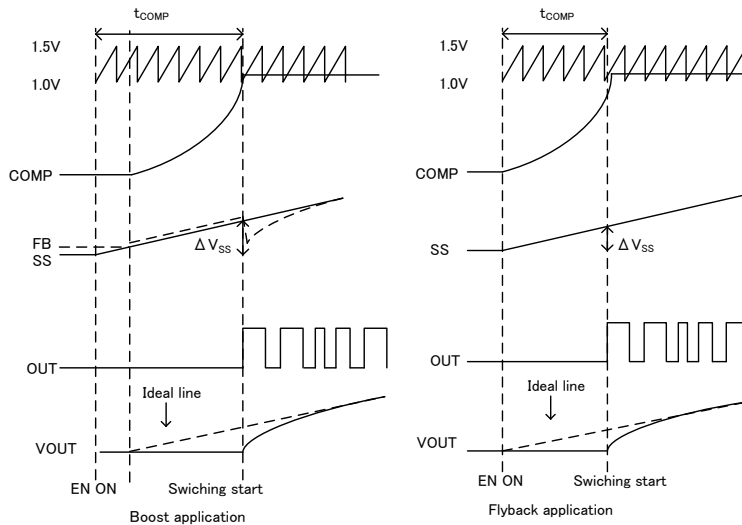 tCOMP
1.5V
1.0V
COMP
FB
SS
ΔVSS
OUT
Ideal line
VOUT
EN ON
Swiching start
Boost application
tCOMP
1.5V
1.0V
COMP
SS
ΔVSS
OUT
Ideal line
VOUT
EN ON
Swiching start
Flyback application